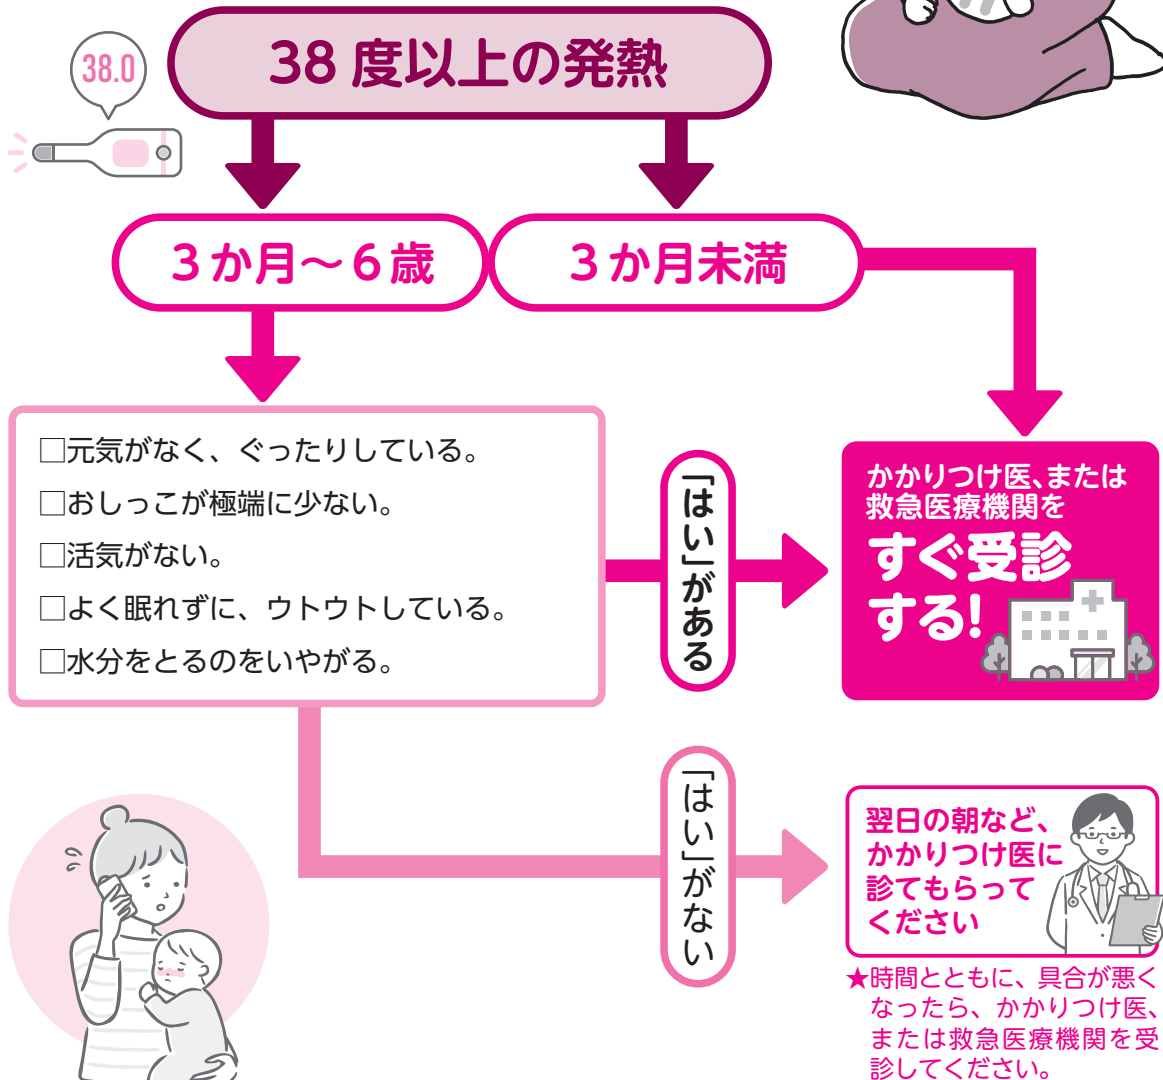 38.0
38 度以上の発熱
3か月〜6歳
3か月未満
□元気がなく、ぐったりしている。
□おしっこが極端に少ない。
□活気がない。
□よく眠れずに、ウトウトしている。
□水分をとるのをいやがる。
「はい」がある
かかりつけ医、または
救急医療機関を
すぐ受診
する!
「はい」がない
翌日の朝など、
かかりつけ医に
診てもらって
ください
★時間とともに、具合が悪く
なったら、かかりつけ医、
または救急医療機関を受
診してください。